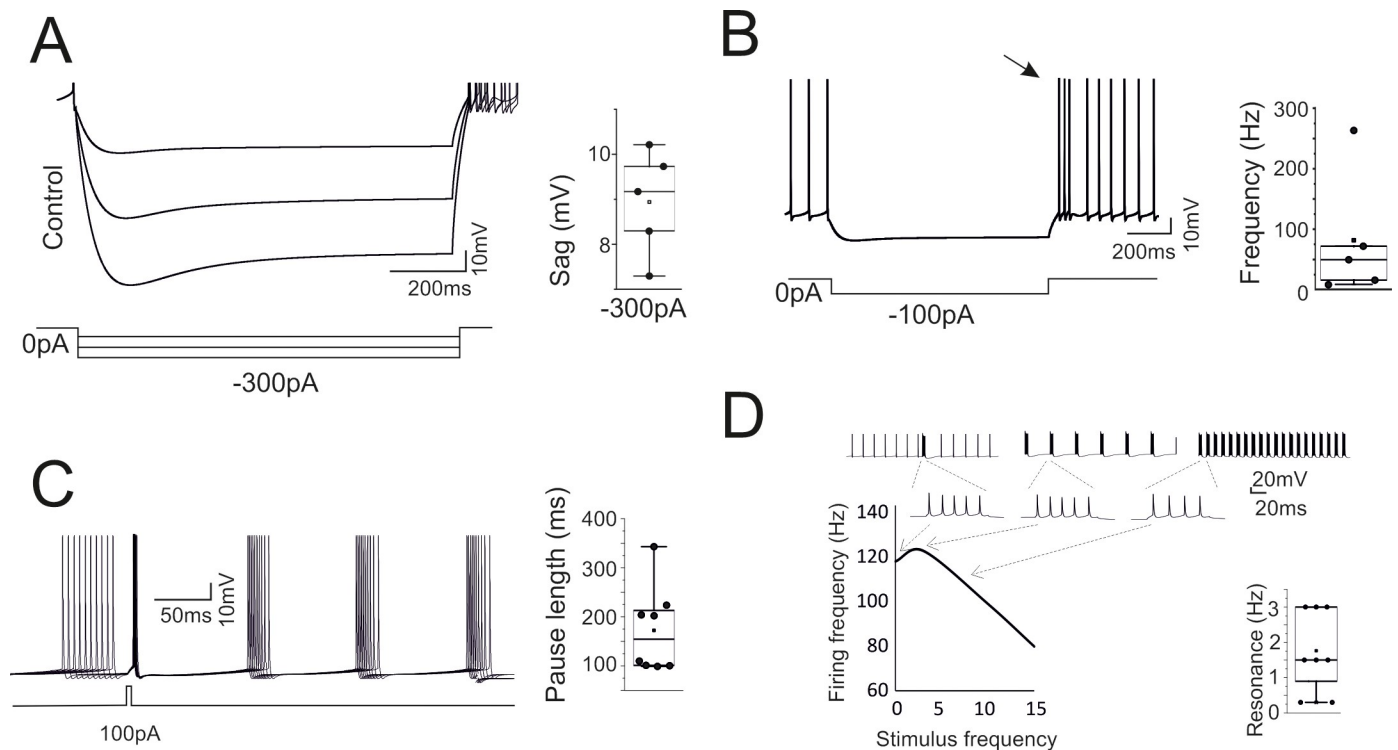 A
Control
10mV
200ms
0pA
-300pA
Sag (mV)
10
8
-300pA
B
10mV
200ms
0pA
-100pA
Frequency (Hz)
300
200
100
0
C
50ms
10mV
100pA
Pause length (ms)
400
300
200
100
D
20mV
20ms
Firing frequency (Hz)
140
120
100
80
60
0 5 10 15
Stimulus frequency
Resonance (Hz)
3
2
1
0